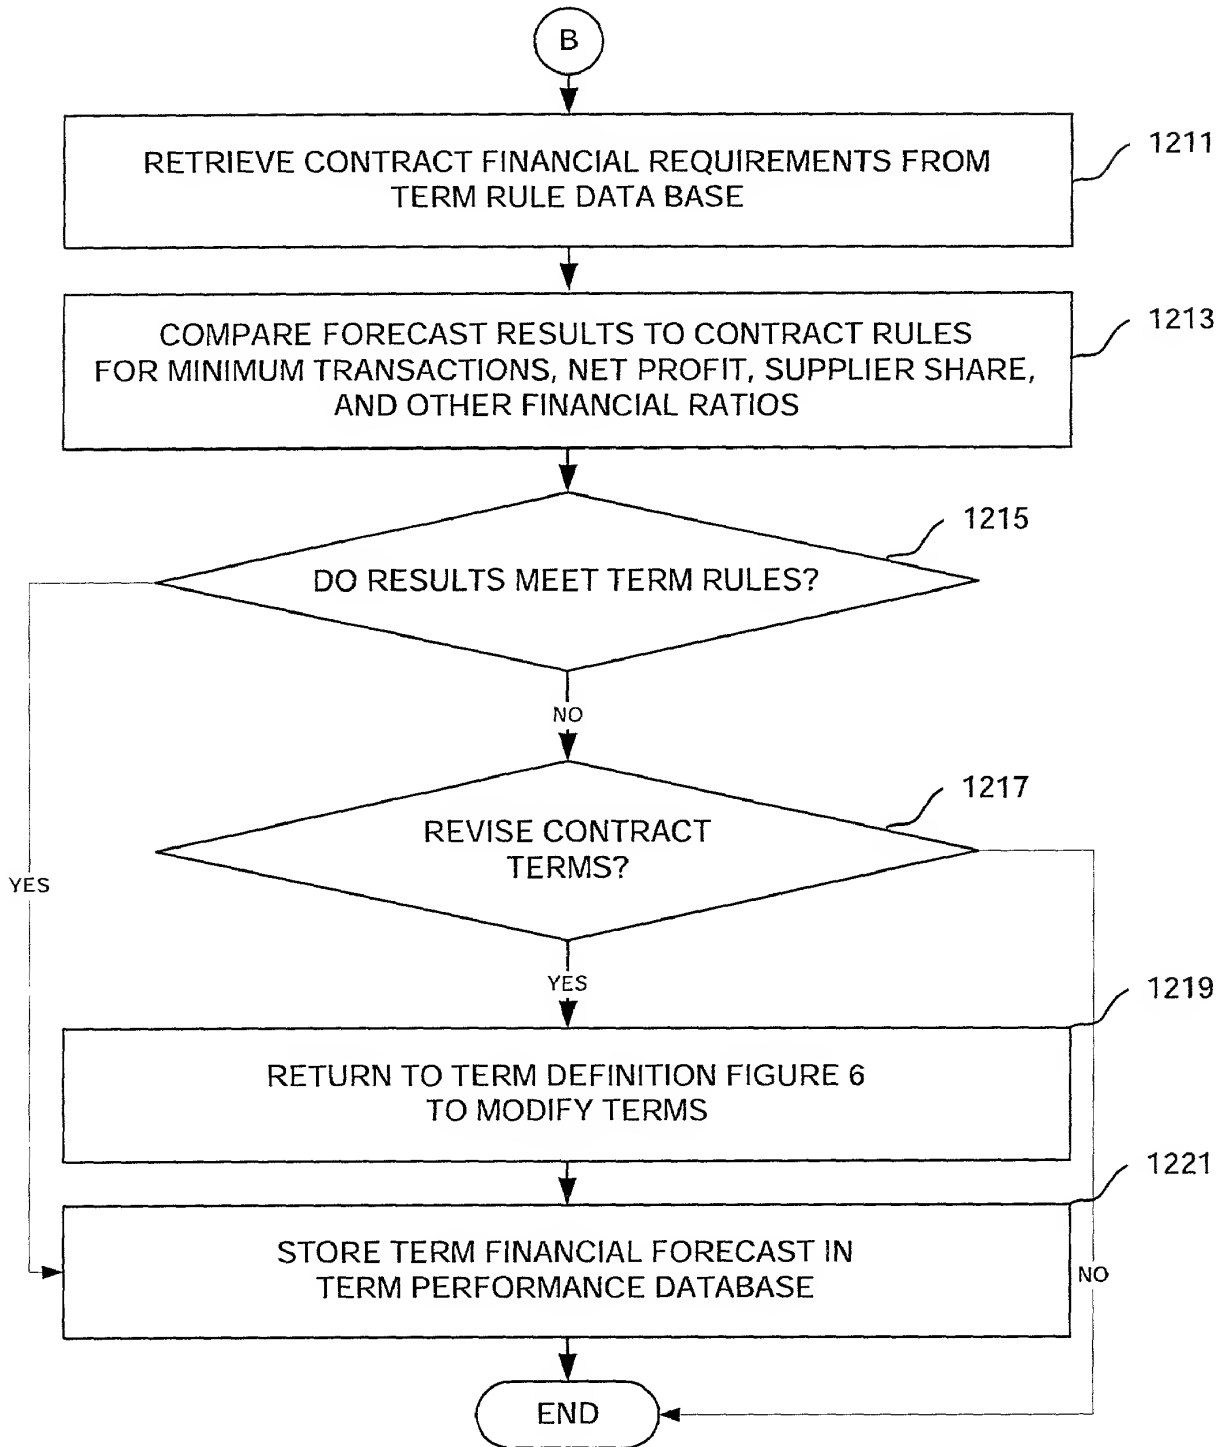 B
RETRIEVE CONTRACT FINANCIAL REQUIREMENTS FROM
TERM RULE DATA BASE
1211
COMPARE FORECAST RESULTS TO CONTRACT RULES
FOR MINIMUM TRANSACTIONS, NET PROFIT, SUPPLIER SHARE,
AND OTHER FINANCIAL RATIOS
1213
1215
DO RESULTS MEET TERM RULES?
NO
1217
REVISE CONTRACT
TERMS?
YES
YES
1219
RETURN TO TERM DEFINITION FIGURE 6
TO MODIFY TERMS
1221
STORE TERM FINANCIAL FORECAST IN
TERM PERFORMANCE DATABASE
NO
END